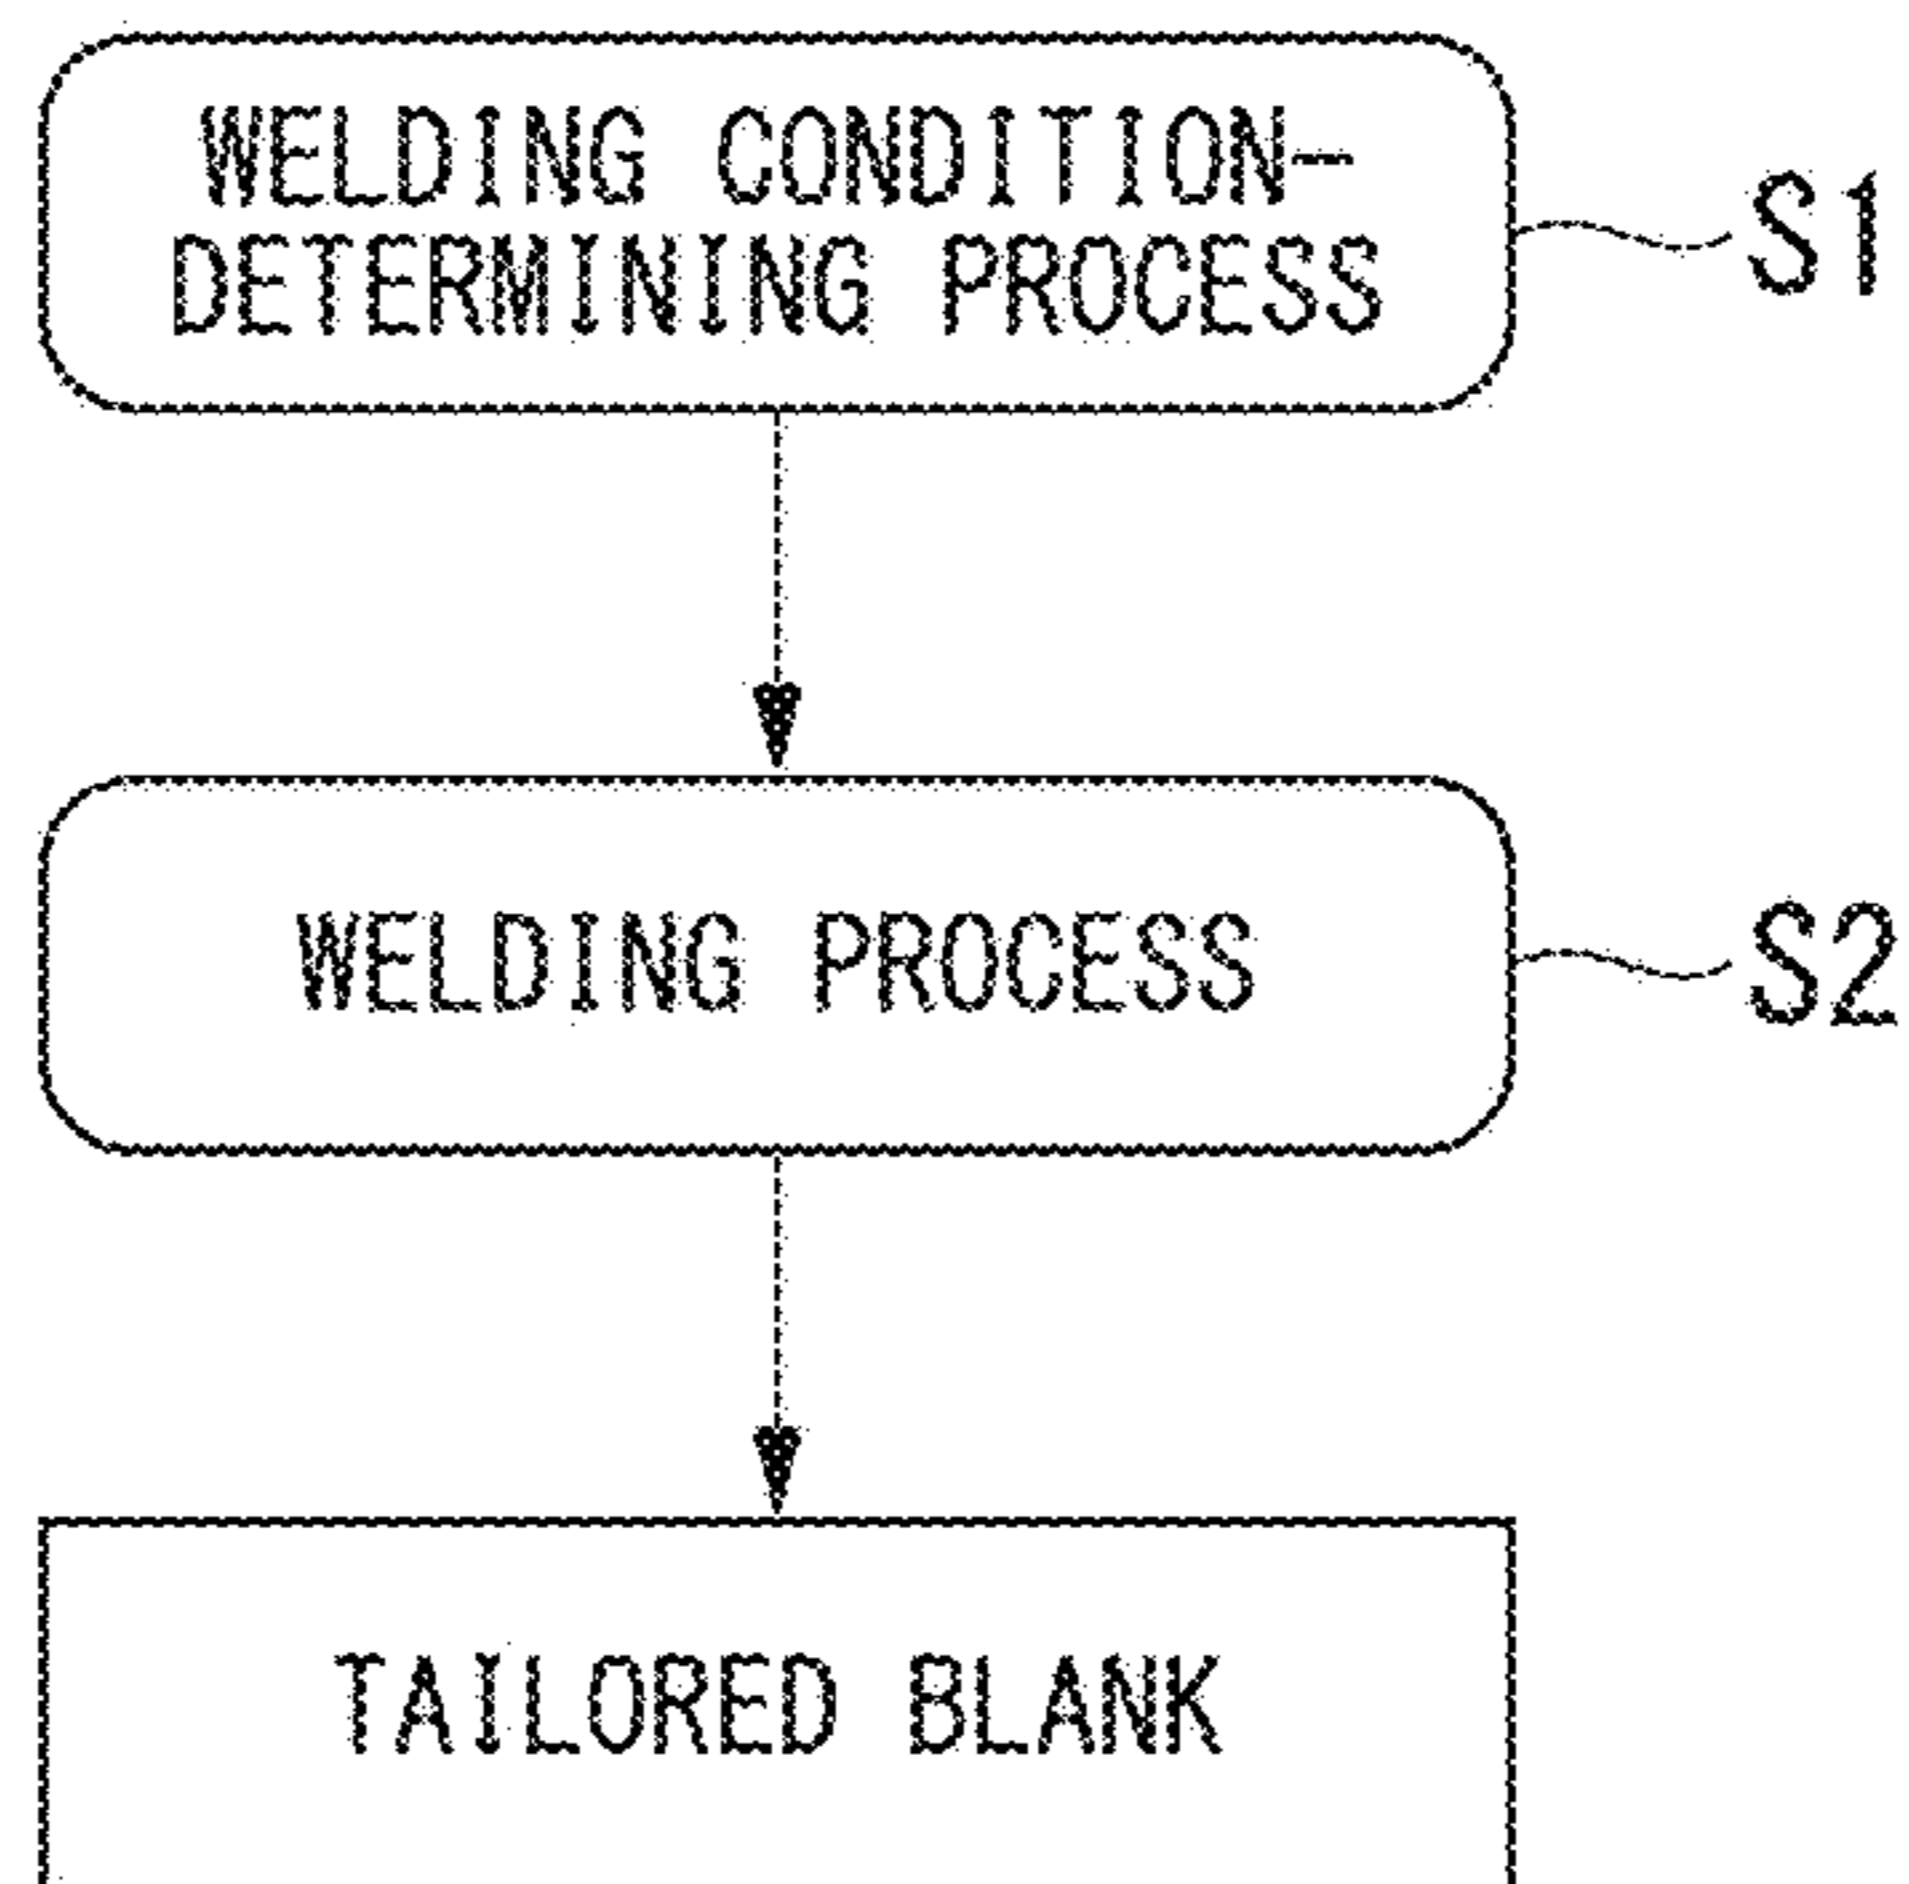 WELDING CONDITION-
DETERMINING PROCESS
S1
WELDING PROCESS
S2
TAILORED BLANK